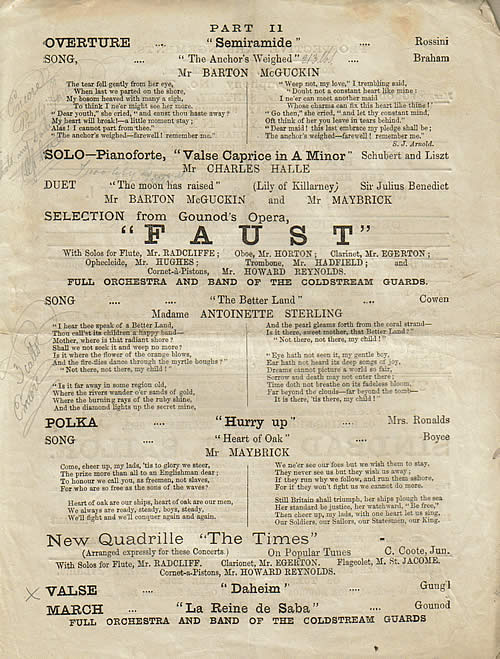 PART II
OVERTURE .... "Semiramide" .... Rossini
SONG, .... "The Anchor's Weighed" .... Braham
Mr BARTON McGUCKIN
The tear fell gently from her eye,
When last we parted on the shore,
My bosom heaved with many a sigh,
To think I ne'er might see her more.
"Dear youth," she cried, "and canst thou haste away?
My heart will break!—a little moment stay;
Alas! I cannot part from thee."
"The anchor's weighed—farewell! remember me."
"Weep not, my love," I trembling said,
"Doubt not a constant heart like mine:
I ne'er can meet another maid
Whose charms can fix this heart like thine!"
"Go then," she cried, "and let thy constant mind,
Oft think of her you leave in tears behind."
"Dear maid! this last embrace my pledge shall be;
The anchor's weighed—farewell! remember me."
S. J. Arnold.
SOLO—Pianoforte, "Valse Caprice in A Minor" Schubert and Liszt
Mr CHARLES HALLE
DUET "The moon has raised" (Lily of Killarney) Sir Julius Benedict
Mr BARTON McGUCKIN and Mr MAYBRICK
SELECTION from Gounod's Opera,
"FAUST"
With Solos for Flute, Mr. RADCLIFFE; Oboe, Mr. HORTON; Clarinet, Mr. EGERTON;
Ophecleide, Mr. HUGHES; Trombone, Mr. HADFIELD; and
Cornet-à-Pistons, Mr. HOWARD REYNOLDS.
FULL ORCHESTRA AND BAND OF THE COLDSTREAM GUARDS.
SONG .... .... "The Better Land" .... Cowen
Madame ANTOINETTE STERLING
"I hear thee speak of a Better Land,
Thou call'st its children a happy band—
Mother, where is that radiant shore?
Shall we not seek it and weep no more?
Is it where the flower of the orange blows,
And the fire-flies dance through the myrtle boughs?"
"Not there, not there, my child!"
"Is it far away in some region old,
Where the rivers wander o'er sands of gold,
Where the burning rays of the ruby shine,
And the diamond lights up the secret mine,
And the pearl gleams forth from the coral strand—
Is it there, sweet mother, that Better Land?"
"Not there, not there, my child!"
"Eye hath not seen it, my gentle boy,
Ear hath not heard its deep songs of joy.
Dreams cannot picture a world so fair,
Sorrow and death may not enter there;
Time doth not breathe on its fadeless bloom,
Far beyond the clouds—far beyond the tomb—
It is there, 'tis there, my child!"
POLKA .... "Hurry up" .... Mrs. Ronalds
SONG .... "Heart of Oak" .... Boyce
Mr MAYBRICK
Come, cheer up, my lads, 'tis to glory we steer,
The prize more than all to an Englishman dear;
To honour we call you, as freemen, not slaves,
For who are so free as the sons of the waves?
Heart of oak are our ships, heart of oak are our men,
We always are ready, steady, boys, steady,
We'll fight and we'll conquer again and again.
We ne'er see our foes but we wish them to stay,
They never see us but they wish us away;
If they run why we follow, and run them ashore,
For if they won't fight us we cannot do more.
Still Britain shall triumph, her ships plough the sea
Her standard be justice, her watchward, "Be free,"
Then cheer up, my lads, with one heart let us sing,
Our Soldiers, our Sailors, our Statesmen, our King.
New Quadrille "The Times" -
(Arranged expressly for these Concerts.) On Popular Tunes C. Coote, Jun.
With Solos for Flute, Mr. RADCLIFF. Clarionet, Mr. EGERTON. Flageolet, M. St. JACOME.
Cornet-a-Pistons, Mr. HOWARD REYNOLDS.
x VALSE .... "Daheim" .... Gung'l
MARCH .... "La Reine de Saba" .... Gounod
FULL ORCHESTRA AND BAND OF THE COLDSTREAM GUARDS